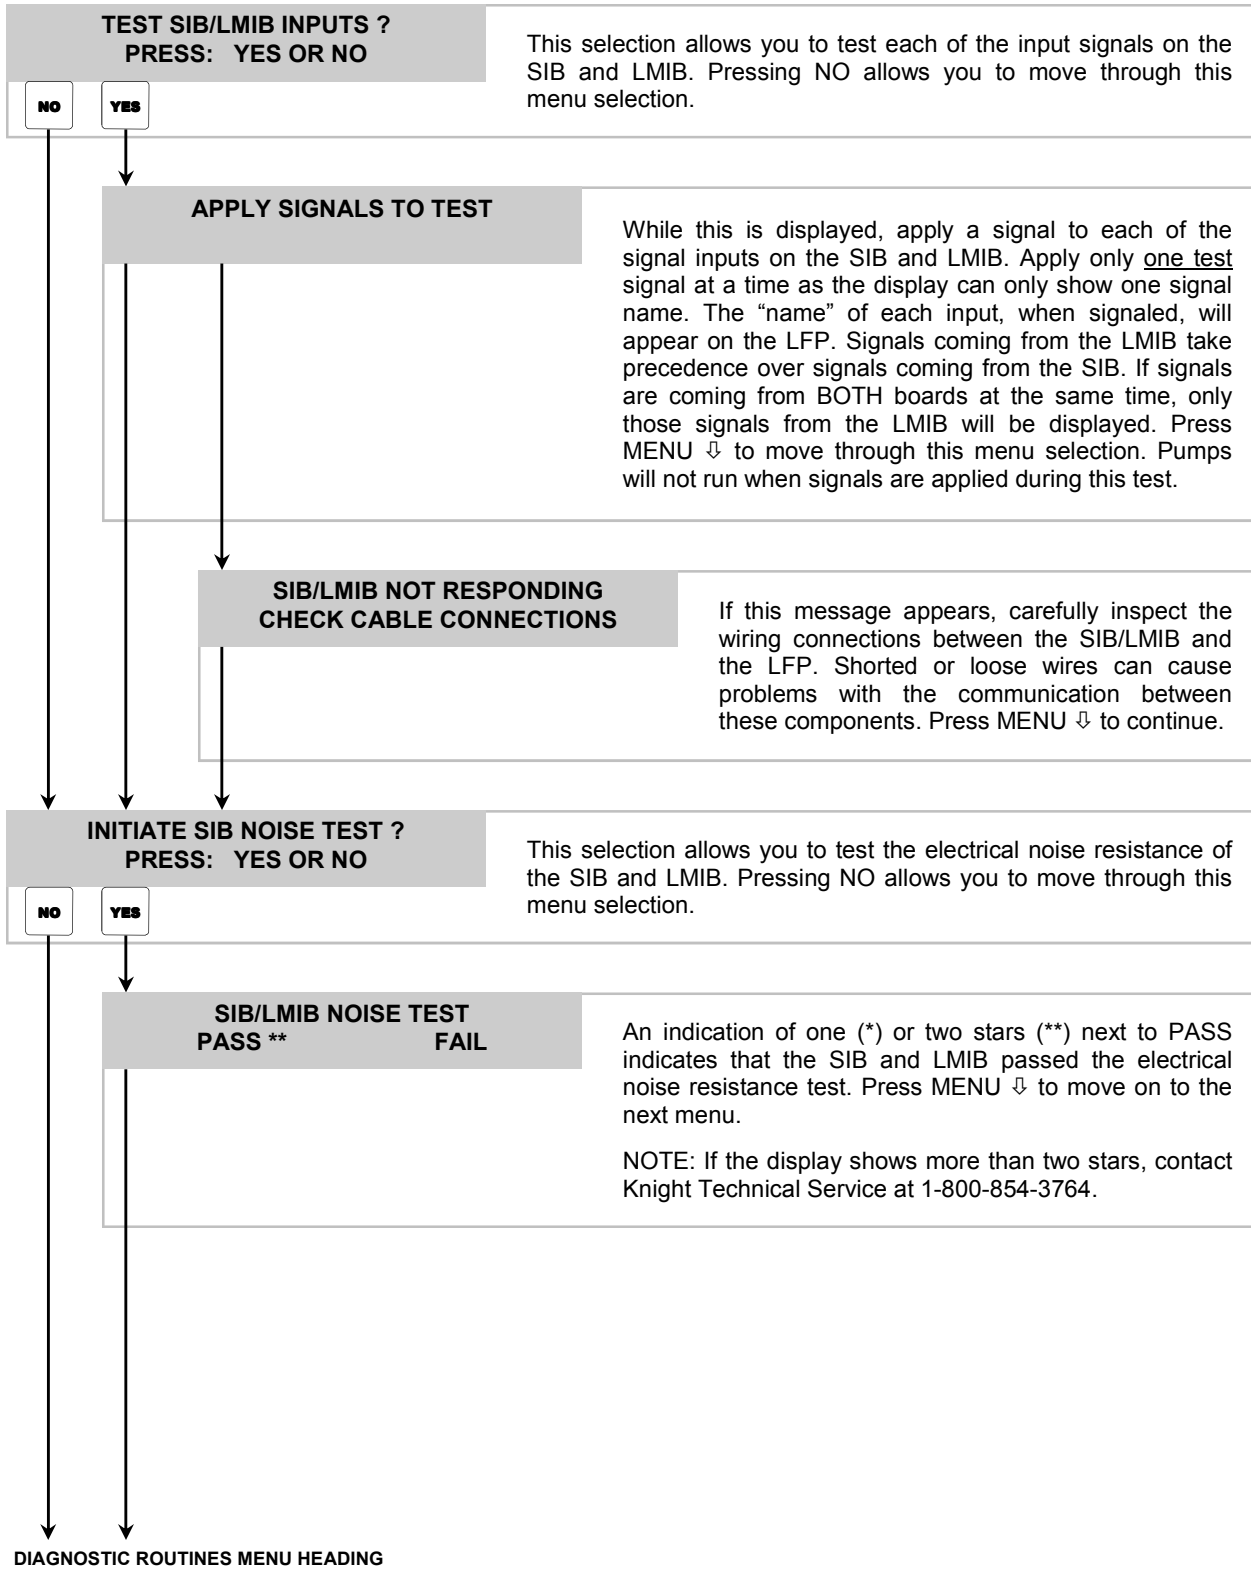 TEST SIB/LMIB INPUTS ?
PRESS: YES OR NO
NO YES
This selection allows you to test each of the input signals on the
SIB and LMIB. Pressing NO allows you to move through this
menu selection.
APPLY SIGNALS TO TEST
While this is displayed, apply a signal to each of the
signal inputs on the SIB and LMIB. Apply only one test
signal at a time as the display can only show one signal
name. The “name” of each input, when signaled, will
appear on the LFP. Signals coming from the LMIB take
precedence over signals coming from the SIB. If signals
are coming from BOTH boards at the same time, only
those signals from the LMIB will be displayed. Press
MENU ⇩ to move through this menu selection. Pumps
will not run when signals are applied during this test.
SIB/LMIB NOT RESPONDING
CHECK CABLE CONNECTIONS
If this message appears, carefully inspect the
wiring connections between the SIB/LMIB and
the LFP. Shorted or loose wires can cause
problems with the communication between
these components. Press MENU ⇩ to continue.
INITIATE SIB NOISE TEST ?
PRESS: YES OR NO
NO YES
This selection allows you to test the electrical noise resistance of
the SIB and LMIB. Pressing NO allows you to move through this
menu selection.
SIB/LMIB NOISE TEST
PASS ** FAIL
An indication of one (*) or two stars (**) next to PASS
indicates that the SIB and LMIB passed the electrical
noise resistance test. Press MENU ⇩ to move on to the
next menu.
NOTE: If the display shows more than two stars, contact
Knight Technical Service at 1-800-854-3764.
DIAGNOSTIC ROUTINES MENU HEADING